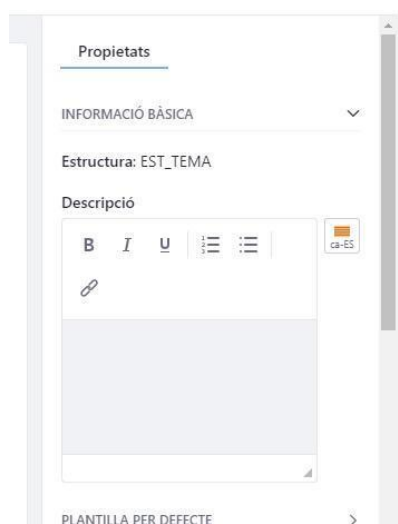 Propietats
INFORMACIÓ BÀSICA
Estructura: EST_TEMA
Descripció
B I U
ca-ES
PLANTILLA PER DEFECTE